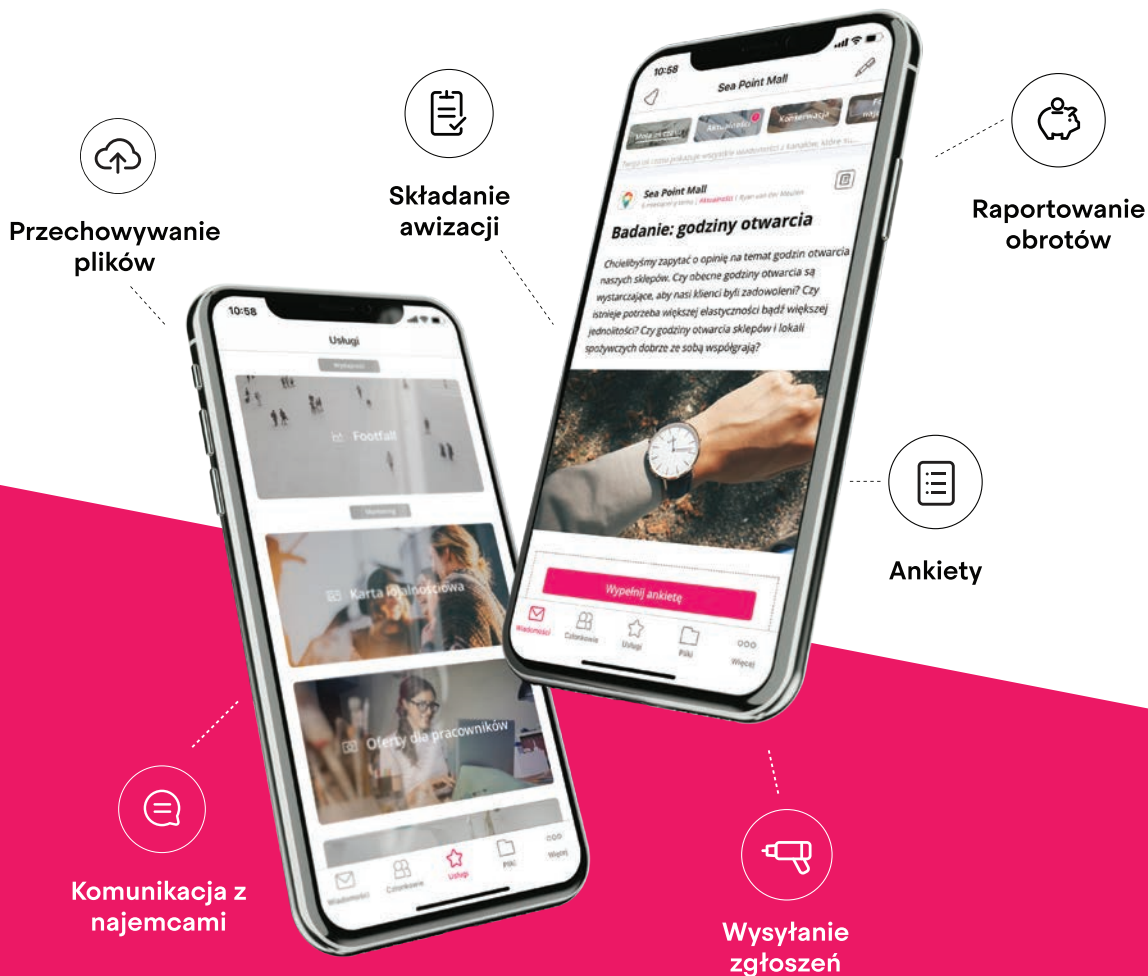 Przechowywanie
plików
Składanie
awizacji
Raportowanie
obrotów
Ankiety
Komunikacja z
najemcami
Wysyłanie
zgłoszeń
10:58
Usługi
Footfall
Marketing
Karta lojalnościowa
Oferty dla pracowników
Wiadomości
Członkowie
Usługi
Pliki
Więcej
10:58
Sea Point Mall
Aktualności
Konserwacja
Sea Point Mall
Aktualności
Badanie: godziny otwarcia
Chcielibyśmy zapytać o opinię na temat godzin otwarcia
naszych sklepów. Czy obecne godziny otwarcia są
wystarczające, aby nasi klienci byli zadowoleni? Czy
istnieje potrzeba większej elastyczności bądź większej
jednolitości? Czy godziny otwarcia sklepów i lokali
spożywczych dobrze ze sobą współgrają?
Wypełnij ankietę
Wiadomości
Członkowie
Usługi
Pliki
Więcej